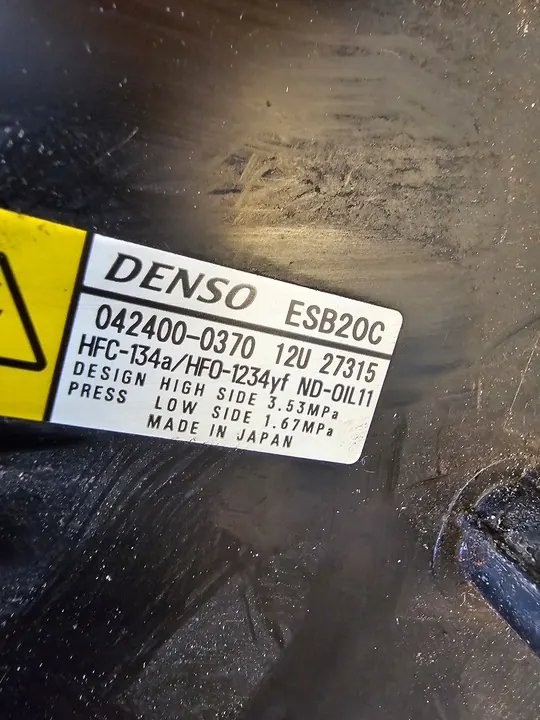 DENSO ESB20C
042400-0370 12U 27315
HFC-134a/HFO-1234yf ND-OIL11
DESIGN HIGH SIDE 3.53MPa
PRESS LOW SIDE 1.67MPa
MADE IN JAPAN